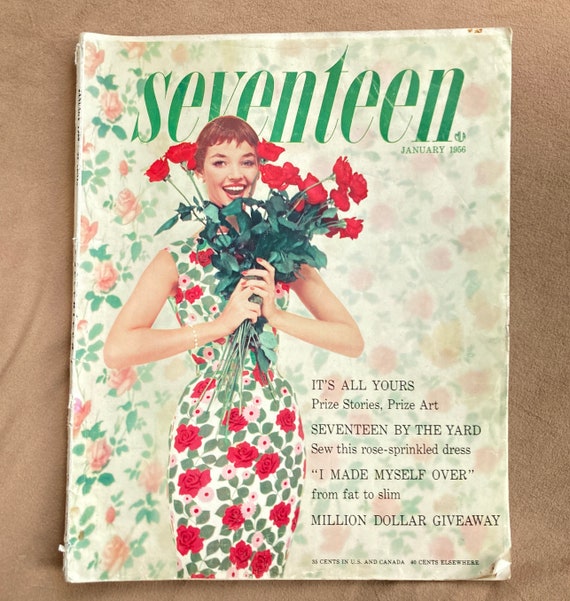 seventeen
JANUARY 1956
IT'S ALL YOURS
Prize Stories, Prize Art
SEVENTEEN BY THE YARD
Sew this rose-sprinkled dress
"I MADE MYSELF OVER"
from fat to slim
MILLION DOLLAR GIVEAWAY
35 CENTS IN U.S. AND CANADA 40 CENTS ELSEWHERE